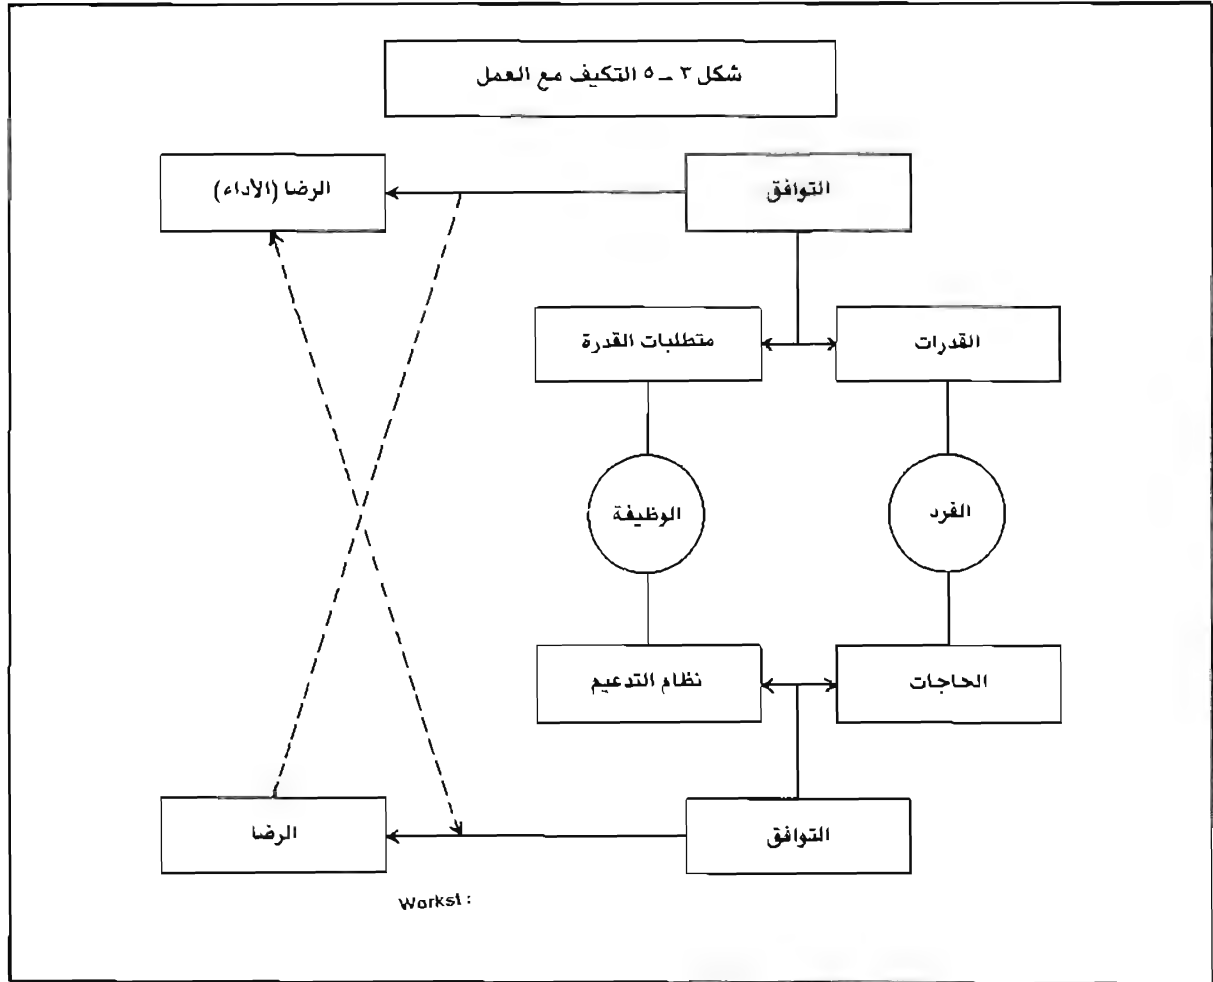 شكل ٣ – ٥ التكيف مع العمل
التوافق
الرضا (الأداء)
القدرات
متطلبات القدرة
الفرد
الوظيفة
الحاجات
نظام التدعيم
التوافق
الرضا
Workst :